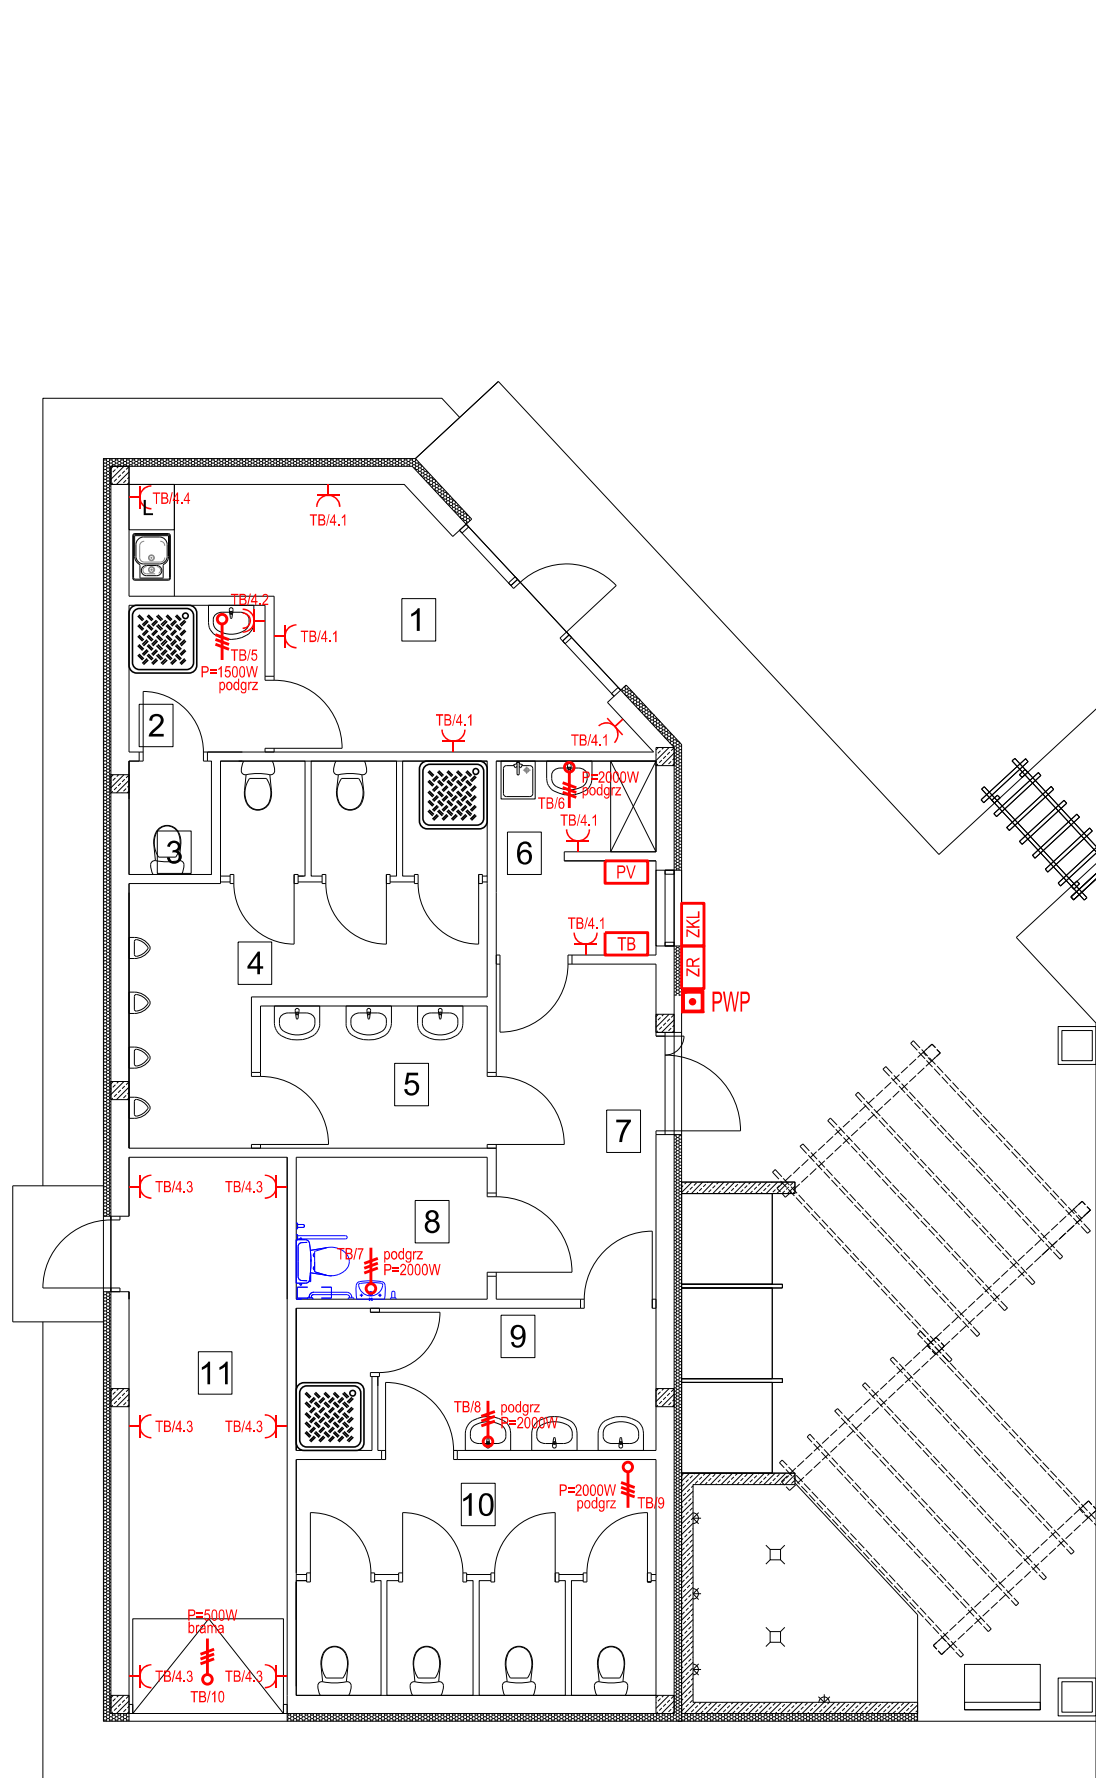 TB/4.4
L
TB/4.1
TB/4.2
1
TB/4.1
TB/5
P=1500W
podgrz
2
TB/4.1
TB/4.1
P=2000W
podgrz
TB/6
TB/4.1
3
6
PV
TB/4.1
TB
ZKL
ZR
PWP
4
5
7
TB/4.3
TB/4.3
8
TB/7
podgrz
P=2000W
9
11
TB/8
podgrz
P=2000W
TB/4.3
TB/4.3
10
P=2000W
podgrz
TB/9
P=500W
brama
TB/4.3
TB/4.3
TB/10